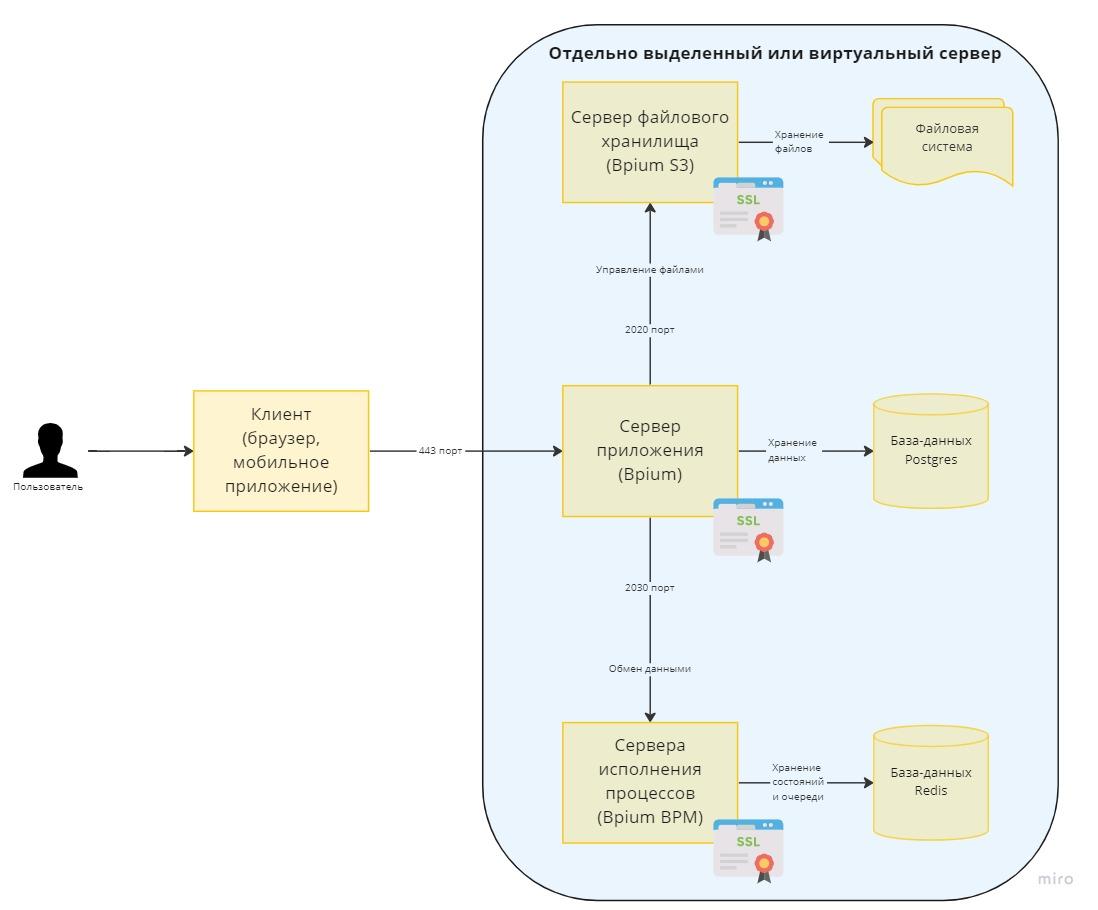 Отдельно выделенный или виртуальный сервер
Сервер файлового
хранилища
(Bpium S3)
Хранение
файлов
Файловая
система
SSL
Управление файлами
2020 порт
Пользователь
Клиент
(браузер,
мобильное
приложение)
443 порт
Сервер
приложения
(Bpium)
Хранение
данных
База-данных
Postgres
SSL
2030 порт
Обмен данными
Сервера
исполнения
процессов
(Bpium BPM)
Хранение
состояний
и очереди
База-данных
Redis
SSL
miro